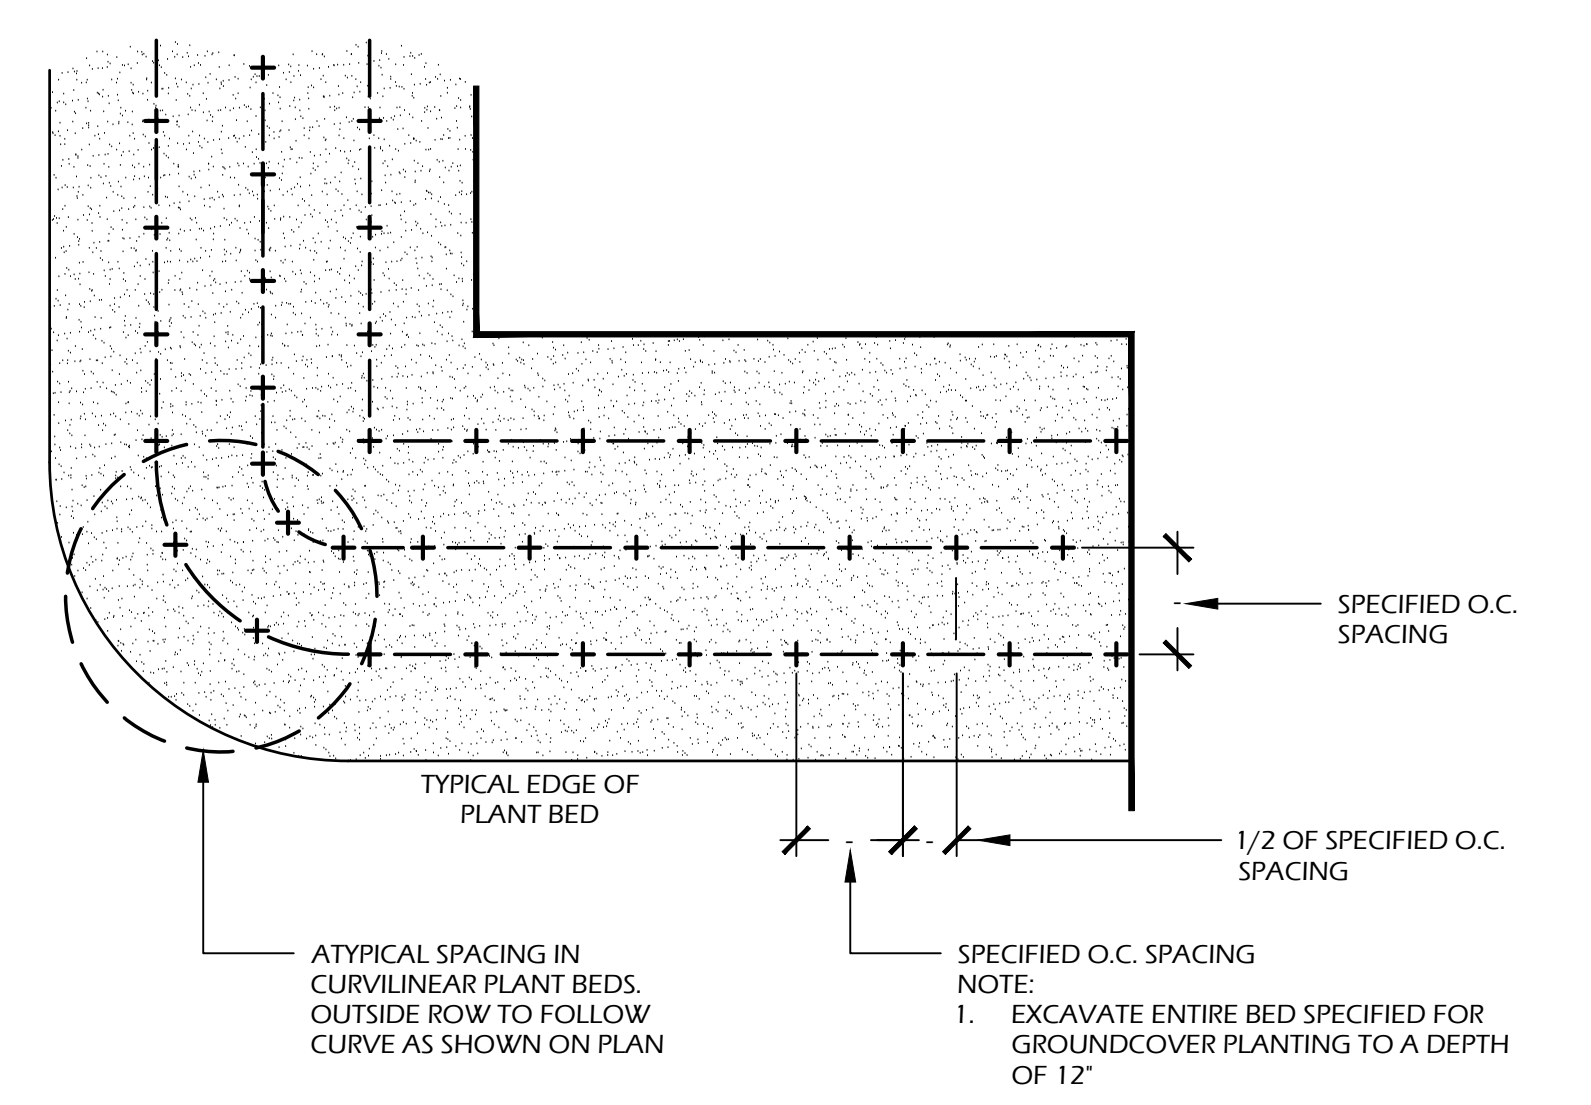 SPECIFIED O.C.
SPACING
TYPICAL EDGE OF
PLANT BED
1/2 OF SPECIFIED O.C.
SPACING
ATYPICAL SPACING IN
CURVILINEAR PLANT BEDS.
OUTSIDE ROW TO FOLLOW
CURVE AS SHOWN ON PLAN
SPECIFIED O.C. SPACING
NOTE:
1. EXCAVATE ENTIRE BED SPECIFIED FOR
GROUNDCOVER PLANTING TO A DEPTH
OF 12"